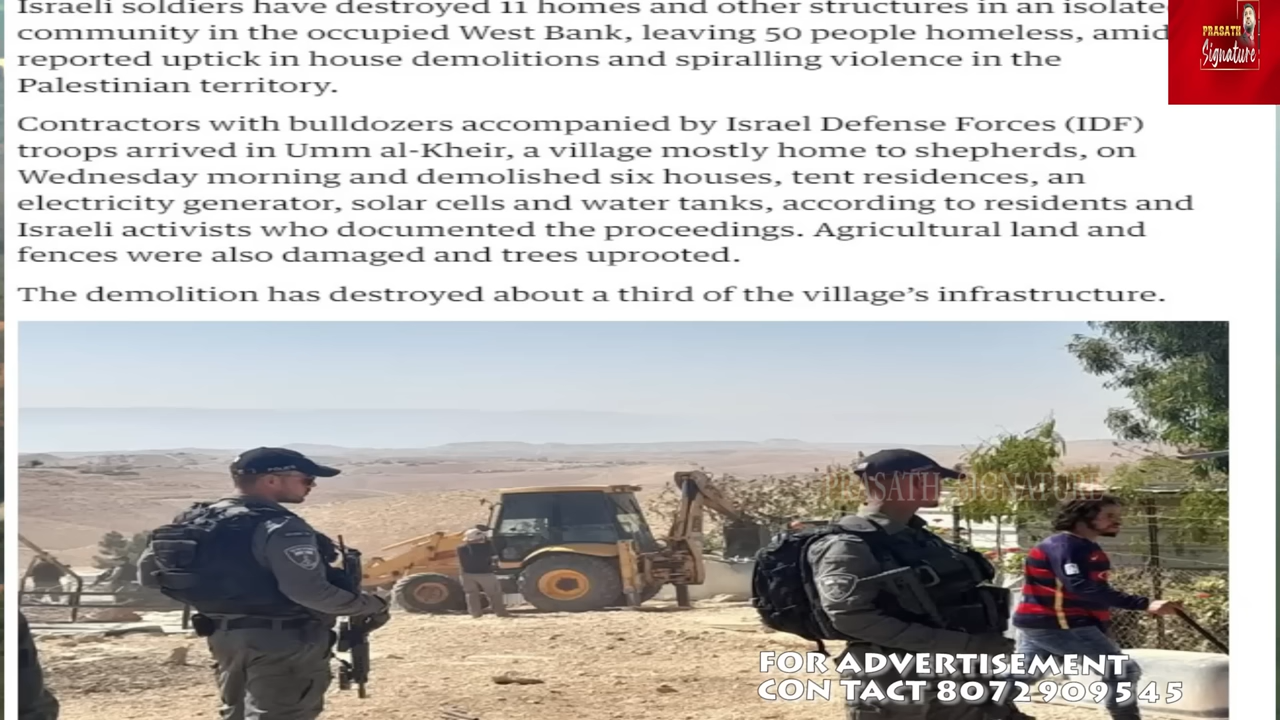 Israeli soldiers have destroyed 11 homes and other structures in an isolate
community in the occupied West Bank, leaving 50 people homeless, amid
reported uptick in house demolitions and spiralling violence in the
Palestinian territory.
Contractors with bulldozers accompanied by Israel Defense Forces (IDF)
troops arrived in Umm al-Kheir, a village mostly home to shepherds, on
Wednesday morning and demolished six houses, tent residences, an
electricity generator, solar cells and water tanks, according to residents and
Israeli activists who documented the proceedings. Agricultural land and
fences were also damaged and trees uprooted.
The demolition has destroyed about a third of the village's infrastructure.
PRASATH
Signature
POLICE
PRASATH SIGNATURE
FOR ADVERTISEMENT
CON TACT 8072909545